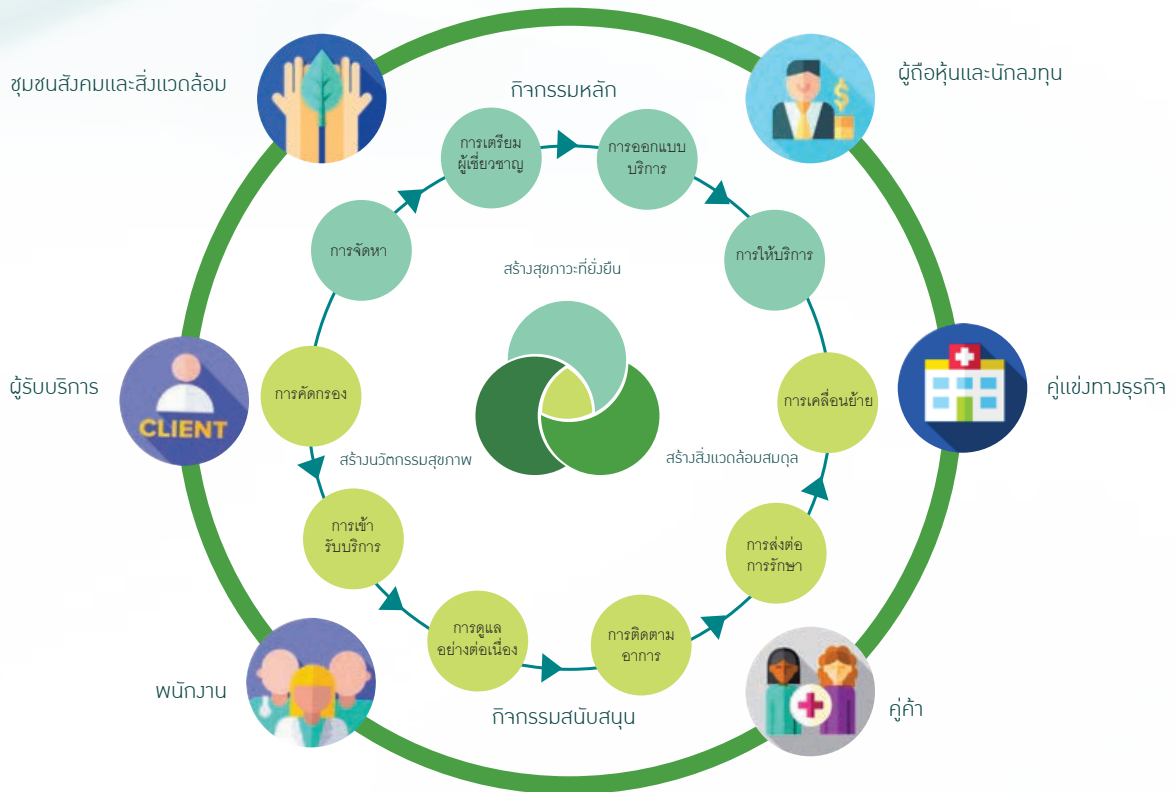 ชุมชนสังคมและสิ่งแวดล้อม
ผู้ถือหุ้นและนักลงทุน
กิจกรรมหลัก
การเตรียม
ผู้เชี่ยวชาญ
การออกแบบ
บริการ
การจัดหา
การให้บริการ
สร้างสุขภาวะที่ยั่งยืน
ผู้รับบริการ
CLIENT
การคัดกรอง
การเคลื่อนย้าย
คู่แข่งทางธุรกิจ
สร้างนวัตกรรมสุขภาพ
สร้างสิ่งแวดล้อมสมดุล
การเข้า
รับบริการ
การส่งต่อ
การรักษา
การดูแล
อย่างต่อเนื่อง
การติดตาม
อาการ
พนักงาน
คู่ค้า
กิจกรรมสนับสนุน